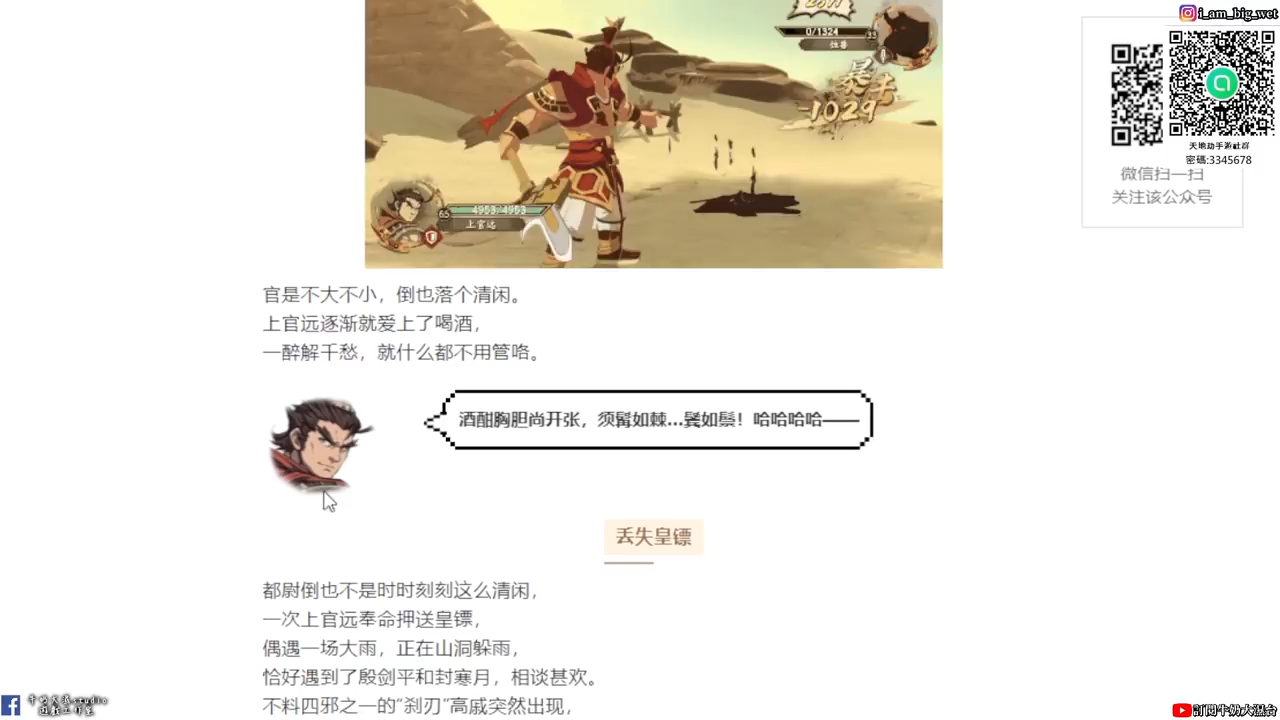 i_am_big_wet
0/1324
33
暴击
-1029
天地劫手游社群
密碼:3345678
微信扫一扫
关注该公众号
65
4953/4953
上官远
官是不大不小，倒也落个清闲。
上官远逐渐就爱上了喝酒，
一醉解千愁，就什么都不用管咯。
酒酣胸胆尚开张，须髯如棘...鬓如鬃！哈哈哈哈——
丢失皇镖
都尉倒也不是时时刻刻这么清闲，
一次上官远奉命押送皇镖，
偶遇一场大雨，正在山洞躲雨，
恰好遇到了殷剑平和封寒月，相谈甚欢。
不料四邪之一的“刹刃”高戚突然出现，
訂閱牛奶大濕台